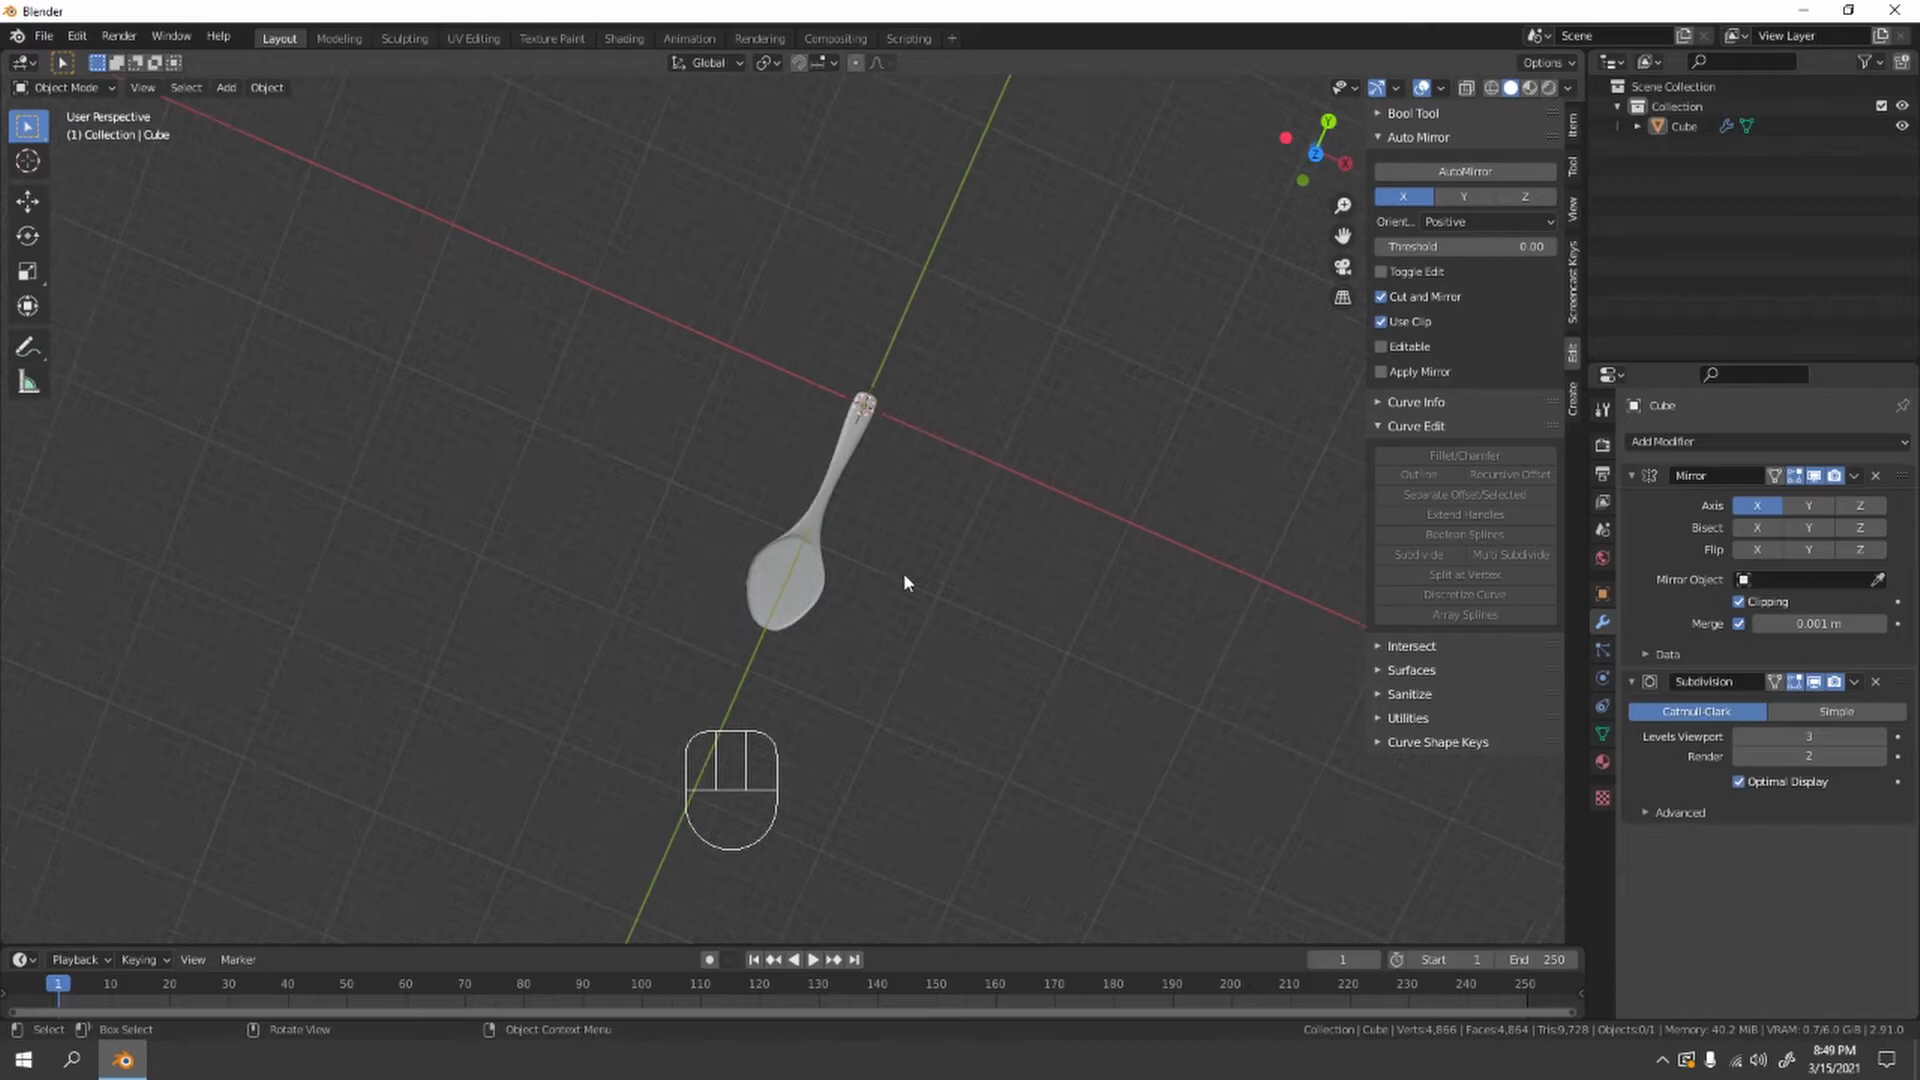 Blender
File Edit Render Window Help Layout Modeling Sculpting UV Editing Texture Paint Shading Animation Rendering Compositing Scripting + Scene View Layer
Global Options
Object Mode View Select Add Object
User Perspective
(1) Collection | Cube
Y
Z
X
Bool Tool
Auto Mirror
AutoMirror
X Y Z
Orient.. Positive
Threshold 0.00
Toggle Edit
Cut and Mirror
Use Clip
Editable
Apply Mirror
Curve Info
Curve Edit
Fillet/Chamfer
Outline Recursive Offset
Separate Offset/Selected
Extend Handles
Boolean Splines
Subdivide Multi Subdivide
Split at Vertex
Discretize Curve
Array Splines
Intersect
Surfaces
Sanitize
Utilities
Curve Shape Keys
Item
Tool
View
Screencast Keys
Edit
Create
Scene Collection
Collection
Cube
Cube
Add Modifier
Mirror
Axis X Y Z
Bisect X Y Z
Flip X Y Z
Mirror Object
Clipping
Merge 0.001 m
Data
Subdivision
Catmull-Clark Simple
Levels Viewport 3
Render 2
Optimal Display
Advanced
Playback Keying View Marker 1 Start 1 End 250
1 10 20 30 40 50 60 70 80 90 100 110 120 130 140 150 160 170 180 190 200 210 220 230 240 250
Select Box Select Rotate View Object Context Menu Collection | Cube | Verts:4,866 | Faces:4,864 | Tris:9,728 | Objects:0/1 | Memory: 40.2 MiB | VRAM: 0.7/6.0 GiB | 2.91.0
8:49 PM
3/15/2021